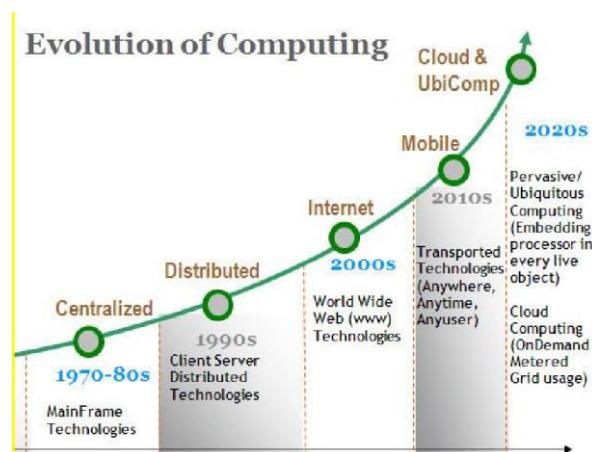 Evolution of Computing
Centralized
1970-80s
MainFrame
Technologies
Distributed
1990s
Client Server
Distributed
Technologies
Internet
2000s
World Wide
Web (www)
Technologies
Mobile
2010s
Transported
Technologies
(Anywhere,
Anytime,
Anyuser)
Cloud &
UbiComp
2020s
Pervasive/
Ubiquitous
Computing
(Embedding
processor in
every live
object)
Cloud
Computing
(OnDemand
Metered
Grid usage)